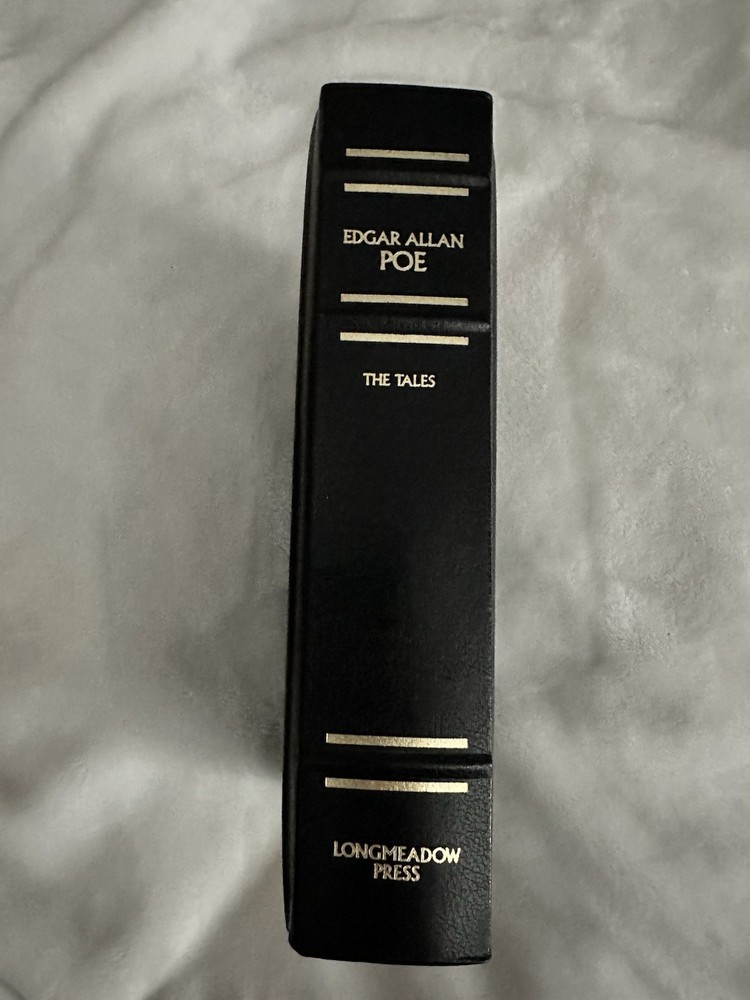 EDGAR ALLAN
POE
THE TALES
LONGMEADOW
PRESS